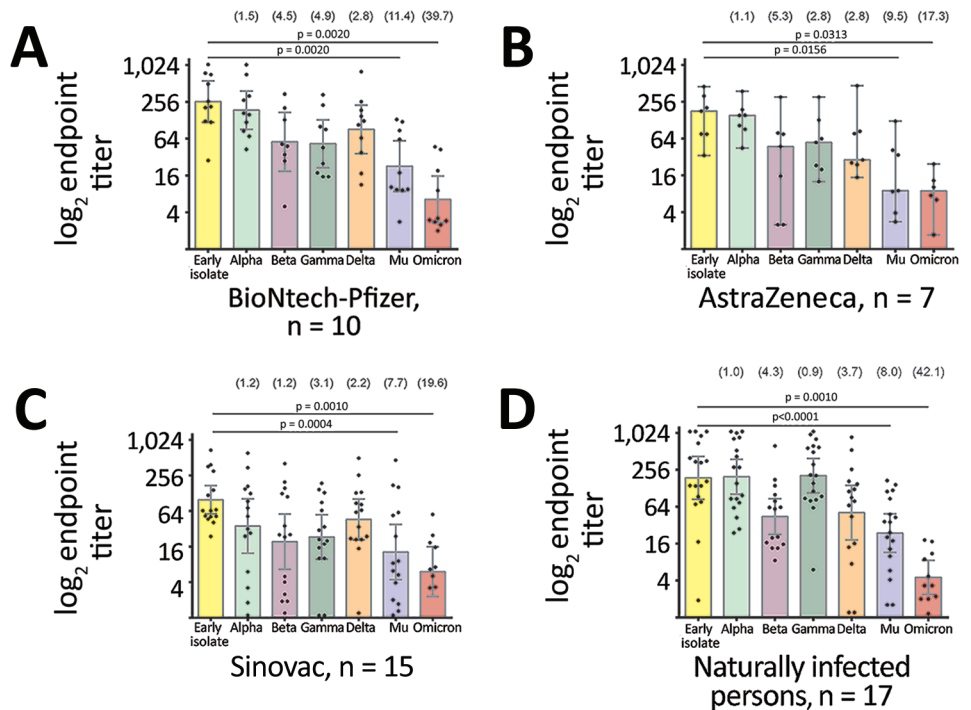 A
(1.5) (4.5) (4.9) (2.8) (11.4) (39.7)
p = 0.0020
p = 0.0020
log2 endpoint
titer
1,024
256
64
16
4
Early
isolate
Alpha Beta Gamma Delta Mu Omicron
BioNtech-Pfizer,
n = 10
B
(1.1) (5.3) (2.8) (2.8) (9.5) (17.3)
p = 0.0313
p = 0.0156
log2 endpoint
titer
1,024
256
64
16
4
Early
isolate
Alpha Beta Gamma Delta Mu Omicron
AstraZeneca, n = 7
C
(1.2) (1.2) (3.1) (2.2) (7.7) (19.6)
p = 0.0010
p = 0.0004
log2 endpoint
titer
1,024
256
64
16
4
Early
isolate
Alpha Beta Gamma Delta Mu Omicron
Sinovac, n = 15
D
(1.0) (4.3) (0.9) (3.7) (8.0) (42.1)
p = 0.0010
p<0.0001
log2 endpoint
titer
1,024
256
64
16
4
Early
isolate
Alpha Beta Gamma Delta Mu Omicron
Naturally infected
persons, n = 17